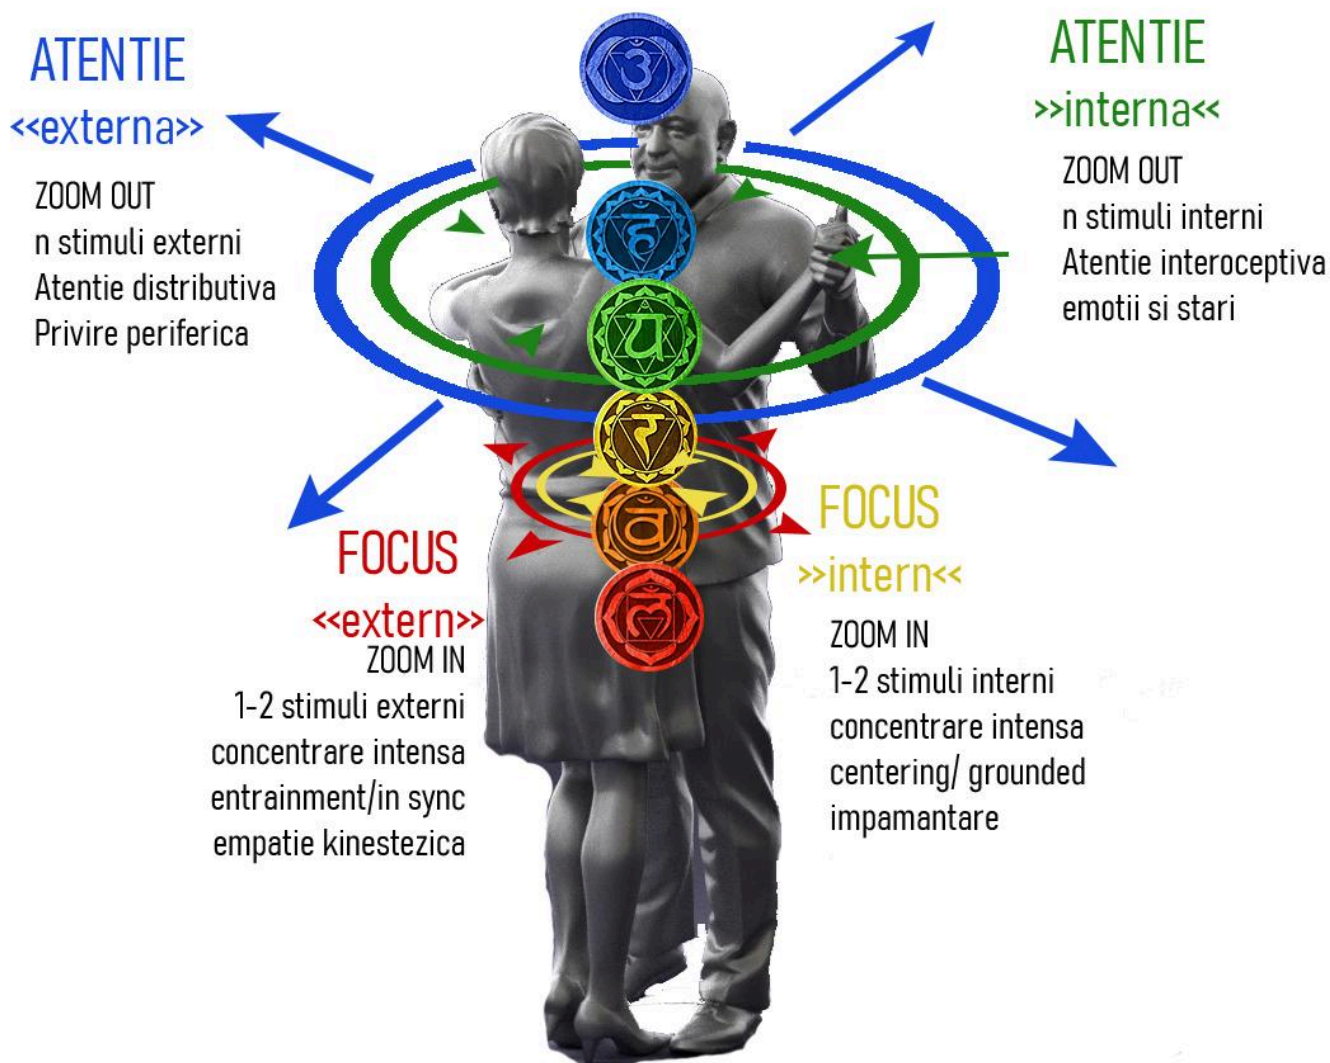 ATENTIE
<<externa>>
ZOOM OUT
n stimuli externi
Atentie distributiva
Privire periferica
ATENTIE
>>interna<<
ZOOM OUT
n stimuli interni
Atentie interoceptiva
emotii si stari
FOCUS
<<extern>>
ZOOM IN
1-2 stimuli externi
concentrare intensa
entrainment/in sync
empatie kinestezica
FOCUS
>>intern<<
ZOOM IN
1-2 stimuli interni
concentrare intensa
centering/ grounded
impamantare
ॐ
हं
यं
रं
वं
लं